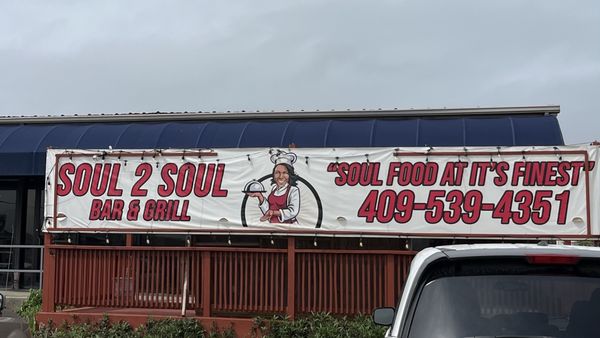 SOUL 2 SOUL
BAR & GRILL
"SOUL FOOD AT IT'S FINEST"
409-539-4351